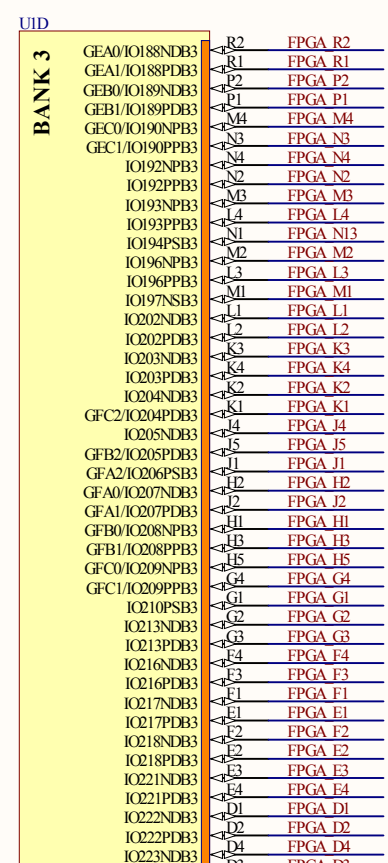 U1D
BANK 3
GEA0/IO188NDB3 R2 FPGA_R2
GEA1/IO188PDB3 R1 FPGA_R1
GEB0/IO189NDB3 P2 FPGA_P2
GEB1/IO189PDB3 P1 FPGA_P1
GEC0/IO190NPB3 M4 FPGA_M4
GEC1/IO190PPB3 N3 FPGA_N3
IO192NPB3 N4 FPGA_N4
IO192PPB3 N2 FPGA_N2
IO193NPB3 M3 FPGA_M3
IO193PPB3 L4 FPGA_L4
IO194PSB3 N1 FPGA_N13
IO196NPB3 M2 FPGA_M2
IO196PPB3 L3 FPGA_L3
IO197NSB3 M1 FPGA_M1
IO202NDB3 L1 FPGA_L1
IO202PDB3 L2 FPGA_L2
IO203NDB3 K3 FPGA_K3
IO203PDB3 K4 FPGA_K4
IO204NDB3 K2 FPGA_K2
GFC2/IO204PDB3 K1 FPGA_K1
IO205NDB3 J4 FPGA_J4
GFB2/IO205PDB3 J5 FPGA_J5
GFA2/IO206PSB3 J1 FPGA_J1
GFA0/IO207NDB3 H2 FPGA_H2
GFA1/IO207PDB3 J2 FPGA_J2
GFB0/IO208NPB3 H1 FPGA_H1
GFB1/IO208PPB3 H3 FPGA_H3
GFC0/IO209NPB3 H5 FPGA_H5
GFC1/IO209PPB3 G4 FPGA_G4
IO210PSB3 G1 FPGA_G1
IO213NDB3 G2 FPGA_G2
IO213PDB3 G3 FPGA_G3
IO216NDB3 F4 FPGA_F4
IO216PDB3 F3 FPGA_F3
IO217NDB3 F1 FPGA_F1
IO217PDB3 E1 FPGA_E1
IO218NDB3 F2 FPGA_F2
IO218PDB3 E2 FPGA_E2
IO221NDB3 E3 FPGA_E3
IO221PDB3 E4 FPGA_E4
IO222NDB3 D1 FPGA_D1
IO222PDB3 D2 FPGA_D2
IO223NDB3 D4 FPGA_D4